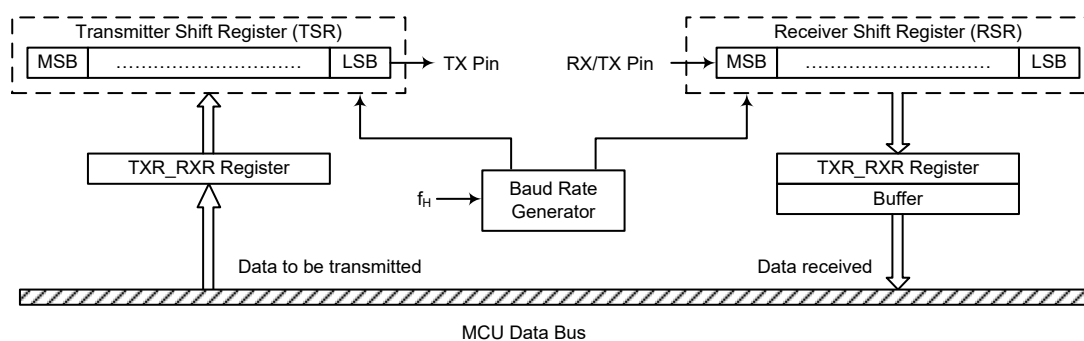 Transmitter Shift Register (TSR)
MSB ................................ LSB
TX Pin
RX/TX Pin
Receiver Shift Register (RSR)
MSB ................................ LSB
TXR_RXR Register
fH
Baud Rate
Generator
TXR_RXR Register
Buffer
Data to be transmitted
Data received
MCU Data Bus